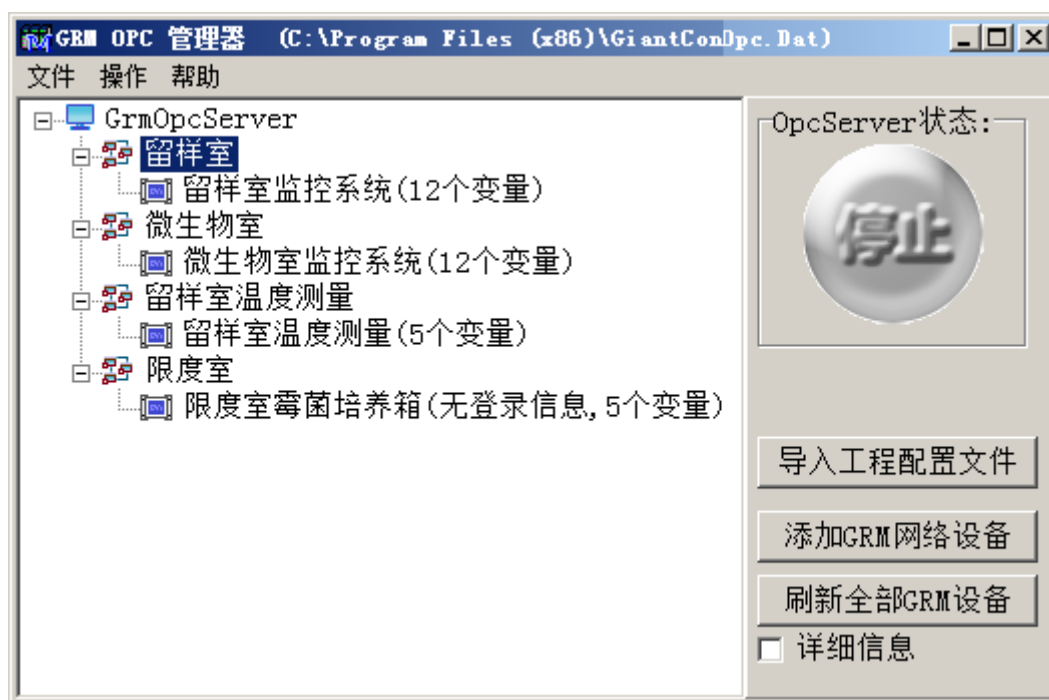 GRM OPC 管理器 (C:\Program Files (x86)\GiantConOpc.Dat)
文件 操作 帮助
GrmOpcServer
留样室
留样室监控系统(12个变量)
微生物室
微生物室监控系统(12个变量)
留样室温度测量
留样室温度测量(5个变量)
限度室
限度室霉菌培养箱(无登录信息,5个变量)
OpcServer状态:
停止
导入工程配置文件
添加GRM网络设备
刷新全部GRM设备
详细信息